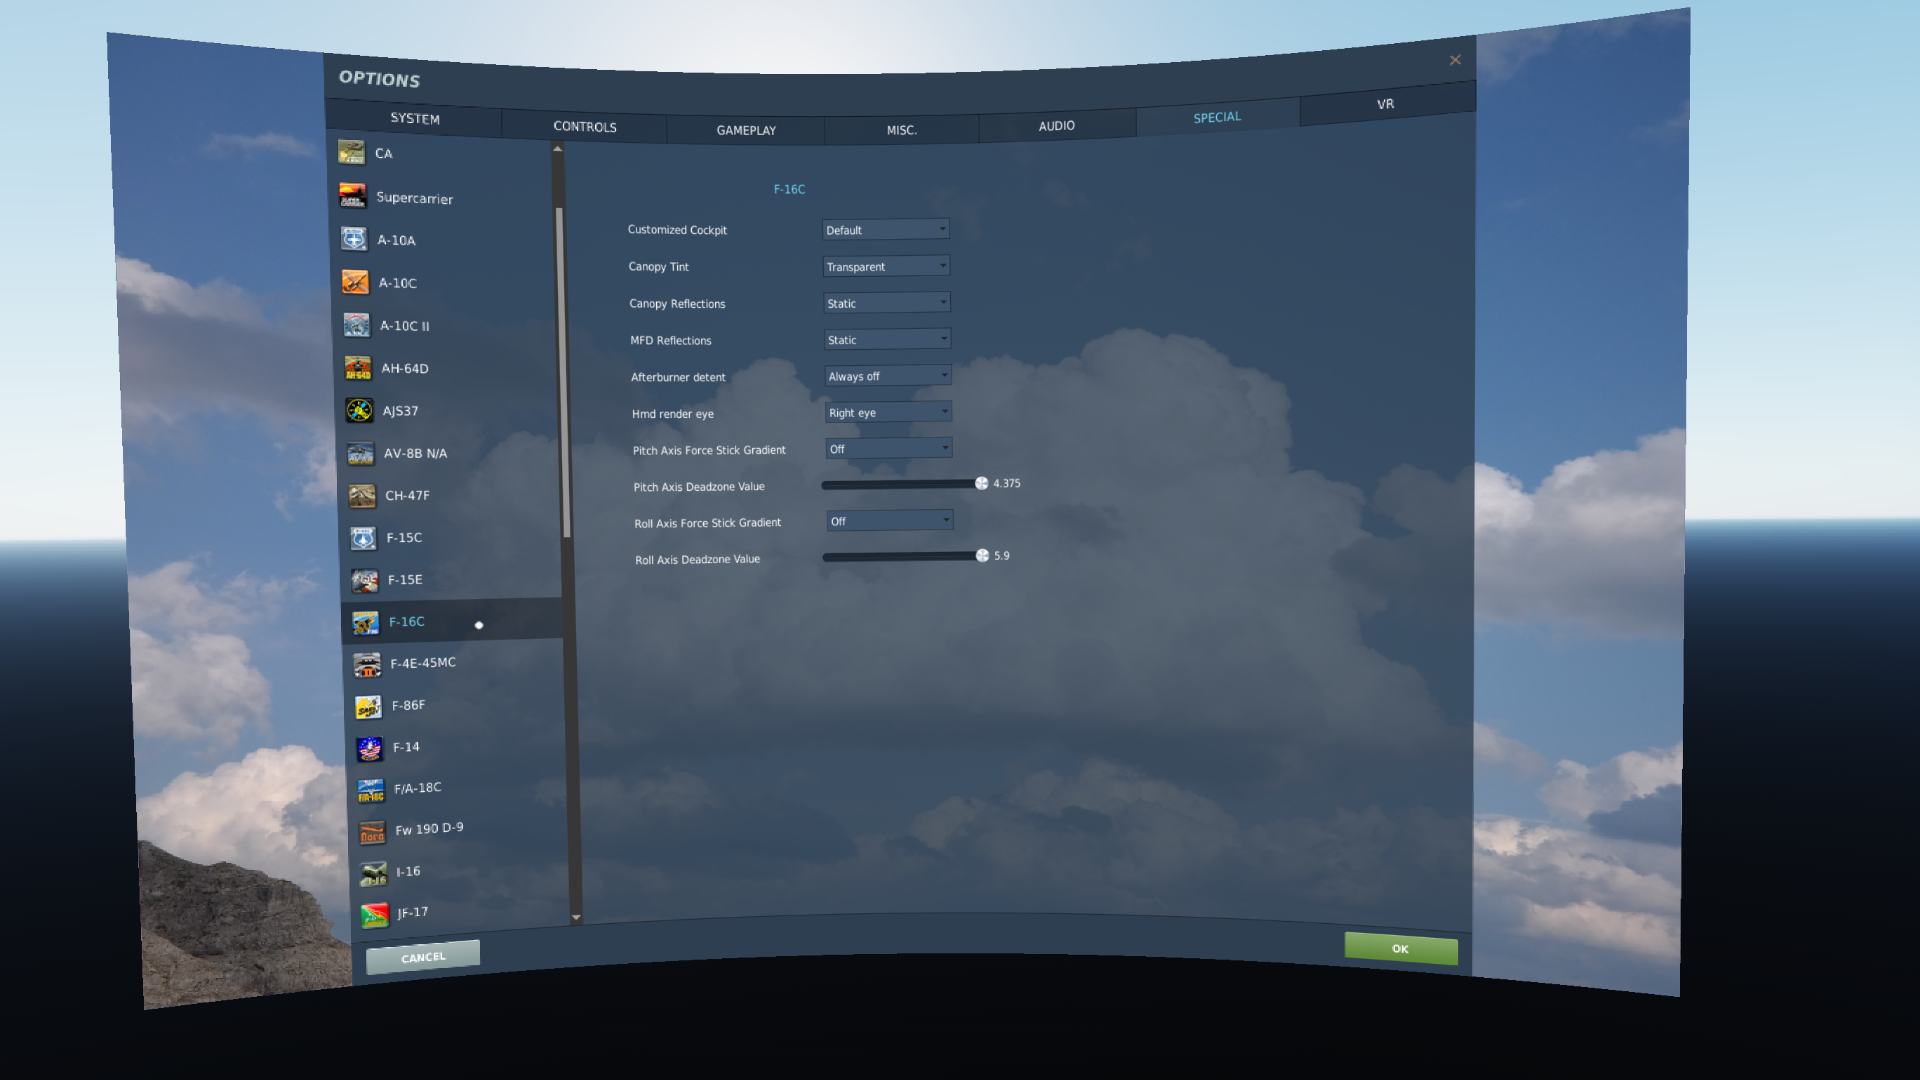 OPTIONS
SYSTEM
CONTROLS
GAMEPLAY
MISC.
AUDIO
SPECIAL
VR
CA
Supercarrier
A-10A
A-10C
A-10C II
AH-64D
AJS37
AV-8B N/A
CH-47F
F-15C
F-15E
F-16C
F-4E-45MC
F-86F
F-14
F/A-18C
Fw 190 D-9
I-16
JF-17
F-16C
Customized Cockpit Default
Canopy Tint Transparent
Canopy Reflections Static
MFD Reflections Static
Afterburner detent Always off
Hmd render eye Right eye
Pitch Axis Force Stick Gradient Off
Pitch Axis Deadzone Value 4.375
Roll Axis Force Stick Gradient Off
Roll Axis Deadzone Value 5.9
CANCEL
OK